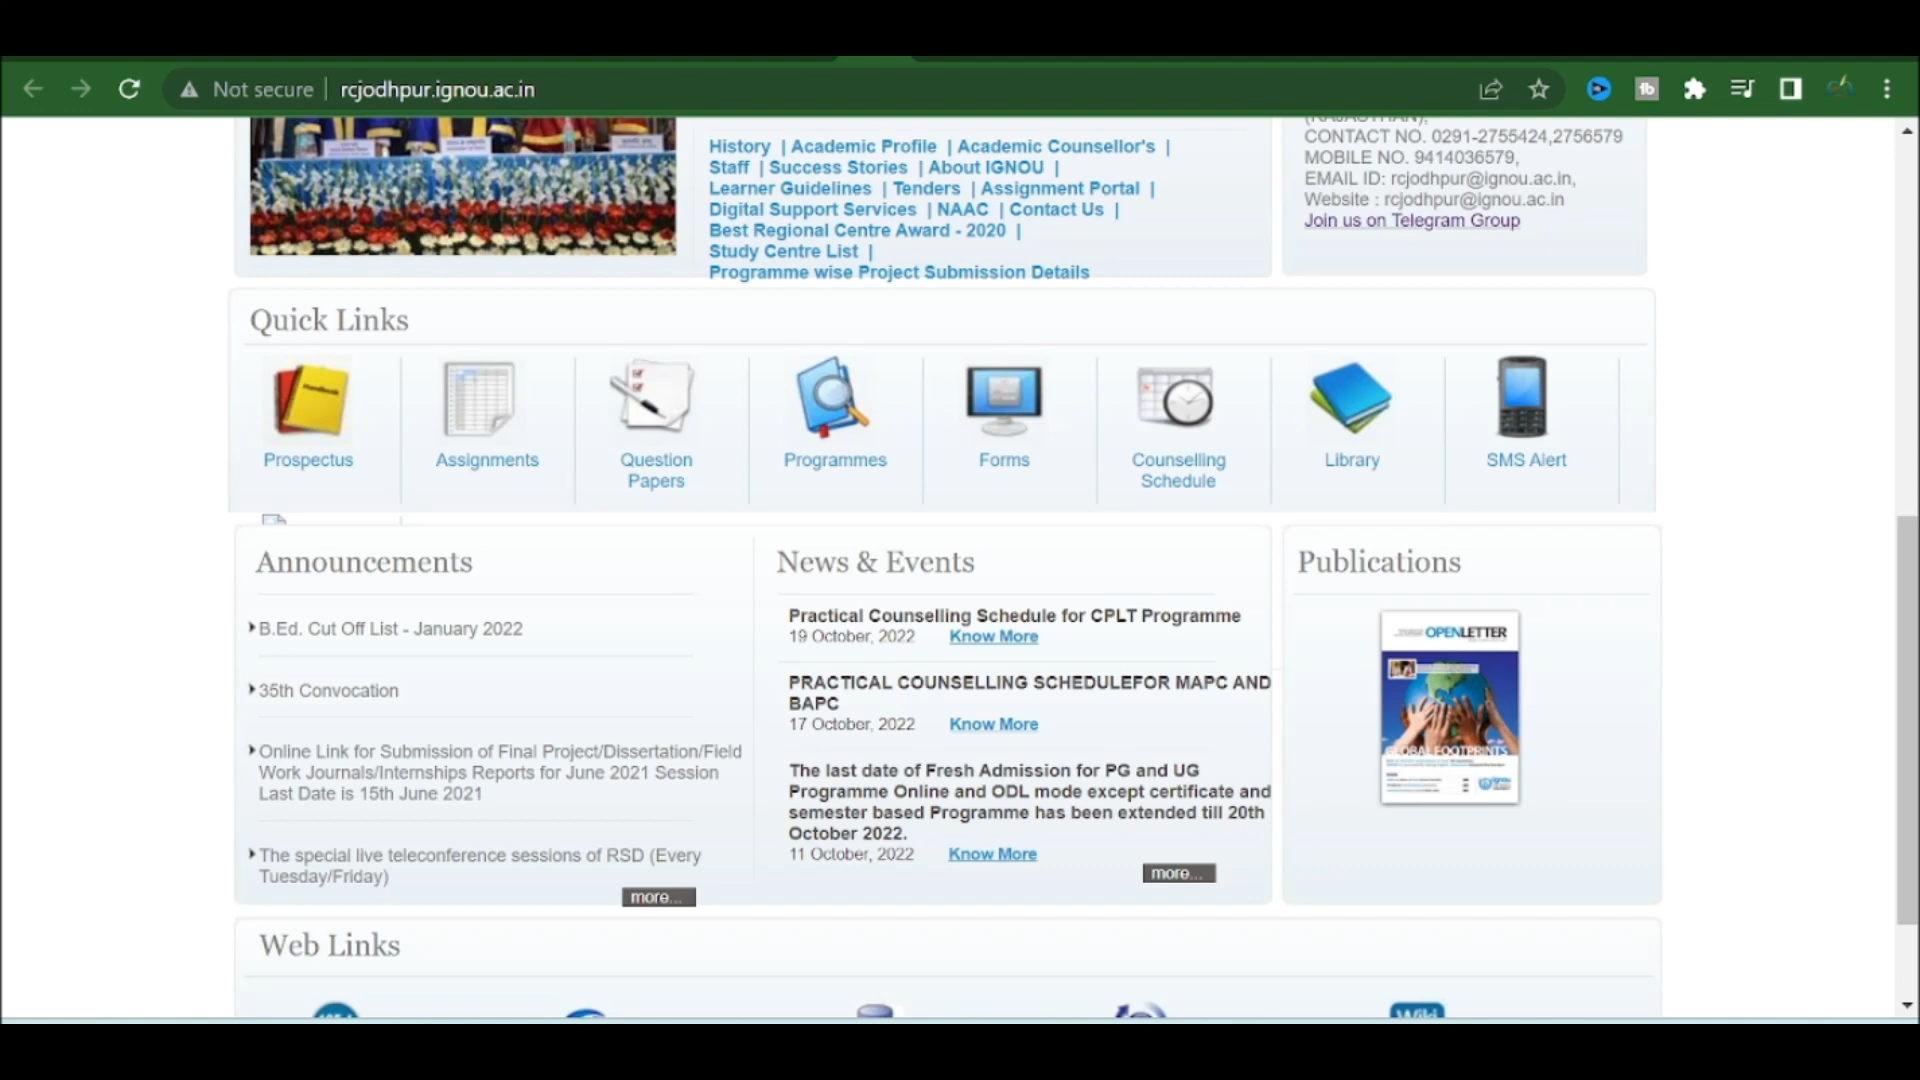 Not secure | rcjodhpur.ignou.ac.in
History | Academic Profile | Academic Counsellor's |
Staff | Success Stories | About IGNOU |
Learner Guidelines | Tenders | Assignment Portal |
Digital Support Services | NAAC | Contact Us |
Best Regional Centre Award - 2020 |
Study Centre List |
Programme wise Project Submission Details
(RAJASTHAN),
CONTACT NO. 0291-2755424,2756579
MOBILE NO. 9414036579,
EMAIL ID: rcjodhpur@ignou.ac.in,
Website : rcjodhpur@ignou.ac.in
Join us on Telegram Group
Quick Links
Handbook
Prospectus
Assignments
Question
Papers
Programmes
Forms
Counselling
Schedule
Library
SMS Alert
Announcements
B.Ed. Cut Off List - January 2022
35th Convocation
Online Link for Submission of Final Project/Dissertation/Field
Work Journals/Internships Reports for June 2021 Session
Last Date is 15th June 2021
The special live teleconference sessions of RSD (Every
Tuesday/Friday)
more...
News & Events
Practical Counselling Schedule for CPLT Programme
19 October, 2022 Know More
PRACTICAL COUNSELLING SCHEDULEFOR MAPC AND
BAPC
17 October, 2022 Know More
The last date of Fresh Admission for PG and UG
Programme Online and ODL mode except certificate and
semester based Programme has been extended till 20th
October 2022.
11 October, 2022 Know More
more...
Publications
OPENLETTER
GLOBAL FOOTPRINTS
ignou
Web Links
Wiki